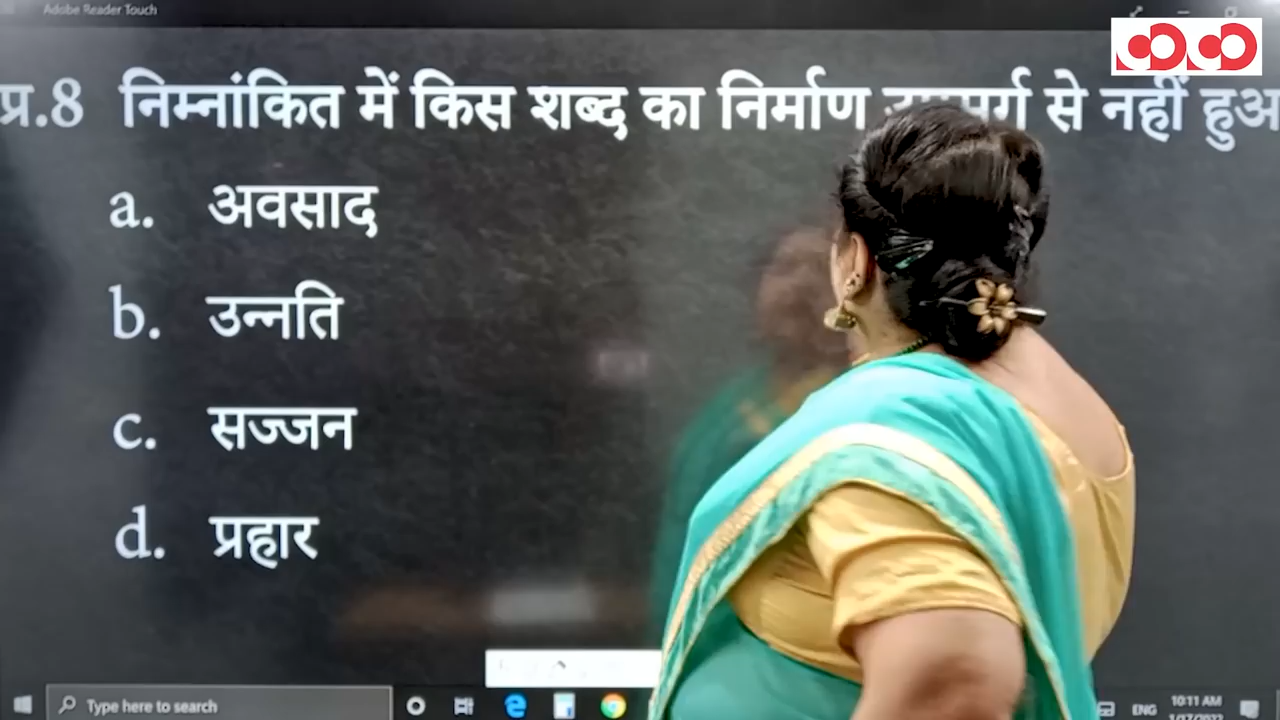 Adobe Reader Touch
प्र.8 निम्नांकित में किस शब्द का निर्माण से नहीं हुआ
a. अवसाद
b. उन्नति
c. सज्जन
d. प्रहार
Type here to search
ENG
10:11 AM